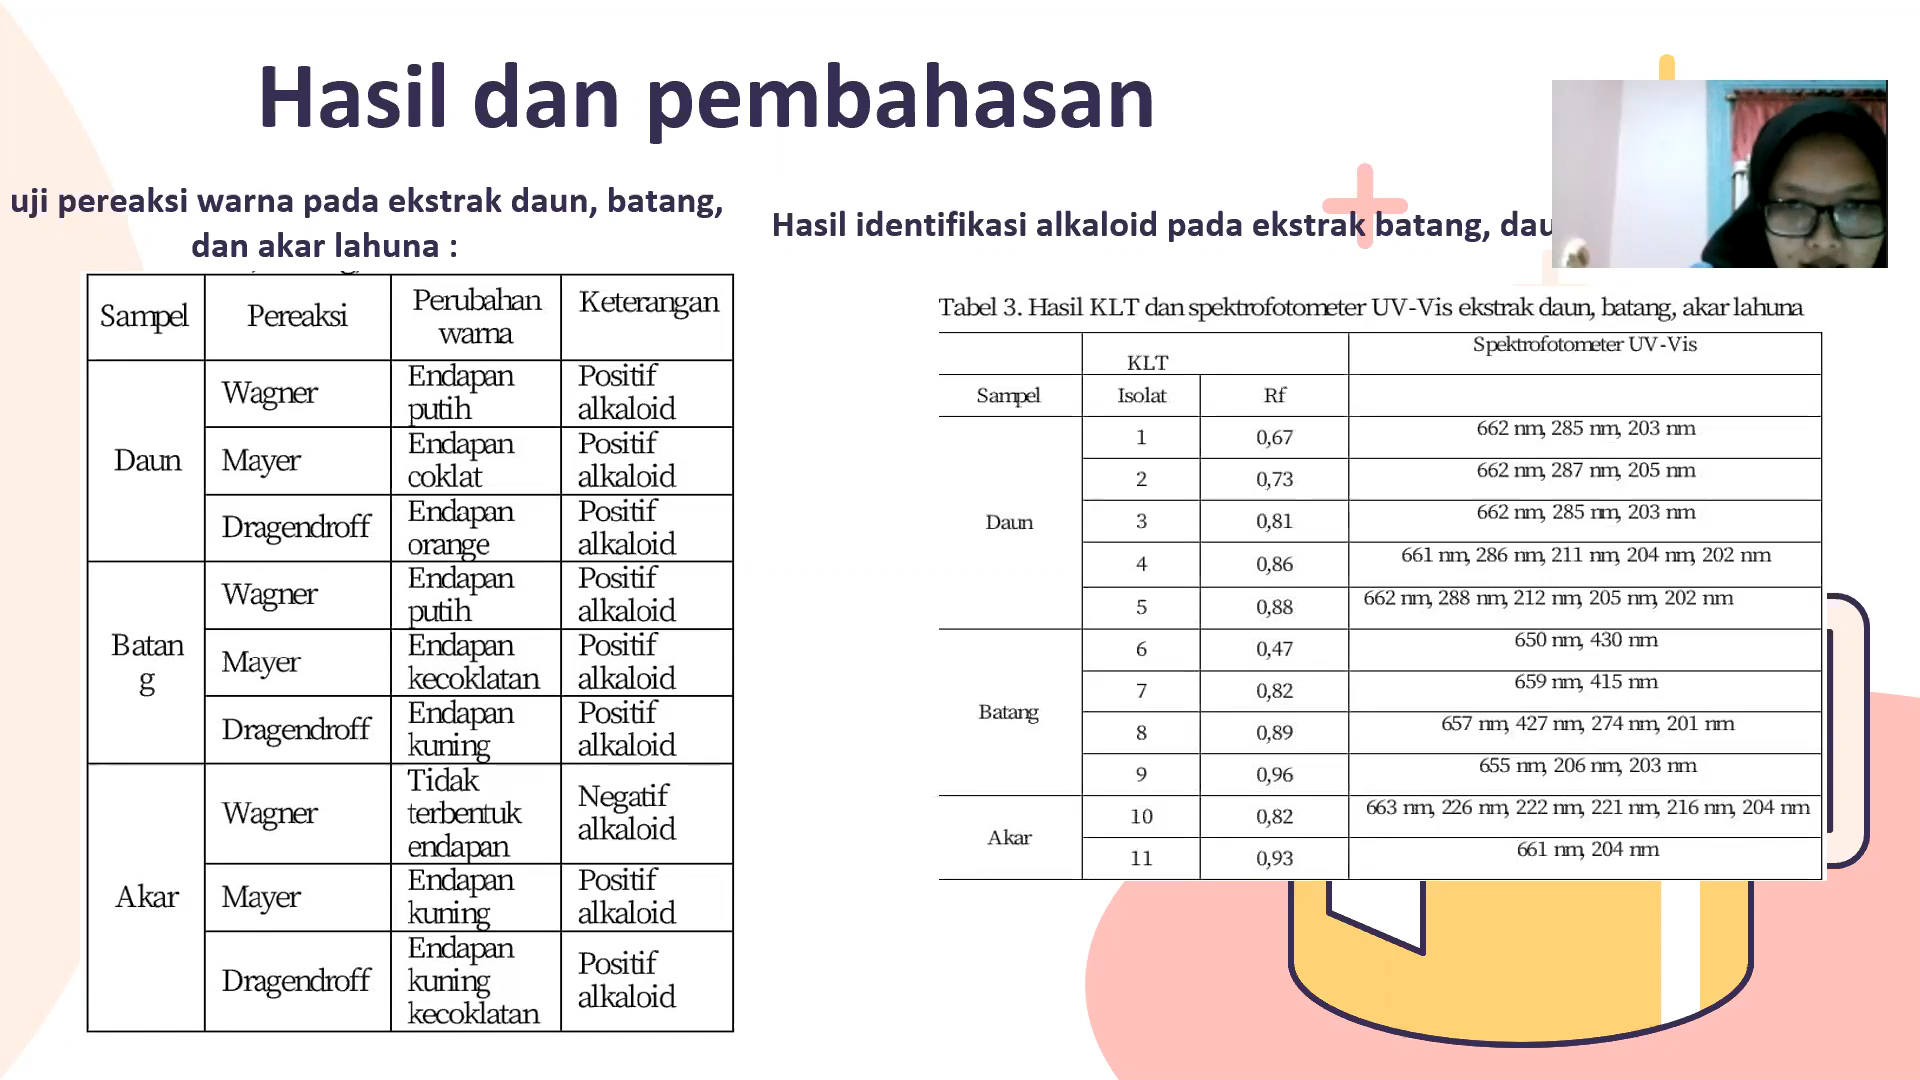 Hasil dan pembahasan
uji pereaksi warna pada ekstrak daun, batang,
dan akar lahuna :
Sampel Pereaksi Perubahan warna Keterangan
Daun
Wagner Endapan putih Positif alkaloid
Mayer Endapan coklat Positif alkaloid
Dragendroff Endapan orange Positif alkaloid
Batang
Wagner Endapan putih Positif alkaloid
Mayer Endapan kecoklatan Positif alkaloid
Dragendroff Endapan kuning Positif alkaloid
Akar
Wagner Tidak terbentuk endapan Negatif alkaloid
Mayer Endapan kuning Positif alkaloid
Dragendroff Endapan kuning kecoklatan Positif alkaloid
Hasil identifikasi alkaloid pada ekstrak batang,
Tabel 3. Hasil KLT dan spektrofotometer UV-Vis ekstrak daun, batang, akar lahuna
KLT Spektrofotometer UV-Vis
Sampel Isolat Rf
Daun
1 0,67 662 nm, 285 nm, 203 nm
2 0,73 662 nm, 287 nm, 205 nm
3 0,81 662 nm, 285 nm, 203 nm
4 0,86 661 nm, 286 nm, 211 nm, 204 nm, 202 nm
5 0,88 662 nm, 288 nm, 212 nm, 205 nm, 202 nm
Batang
6 0,47 650 nm, 430 nm
7 0,82 659 nm, 415 nm
8 0,89 657 nm, 427 nm, 274 nm, 201 nm
9 0,96 655 nm, 206 nm, 203 nm
Akar
10 0,82 663 nm, 226 nm, 222 nm, 221 nm, 216 nm, 204 nm
11 0,93 661 nm, 204 nm